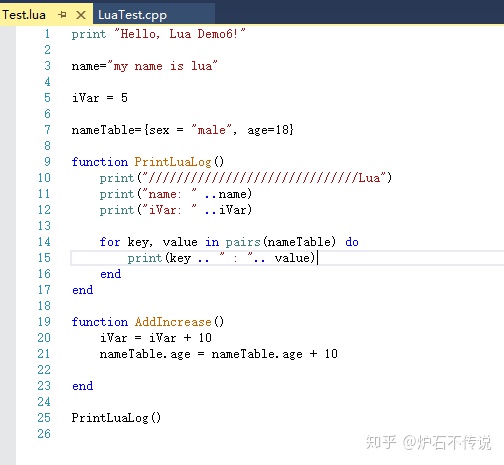 Test.lua LuaTest.cpp
1 print "Hello, Lua Demo6!"
2
3 name="my name is lua"
4
5 iVar = 5
6
7 nameTable={sex = "male", age=18}
8
9 function PrintLuaLog()
10 print("//////////////////////////////Lua")
11 print("name: " ..name)
12 print("iVar: " ..iVar)
13
14 for key, value in pairs(nameTable) do
15 print(key .. " : ".. value)
16 end
17 end
18
19 function AddIncrease()
20 iVar = iVar + 10
21 nameTable.age = nameTable.age + 10
22
23 end
24
25 PrintLuaLog()
26
知乎 @炉石不传说